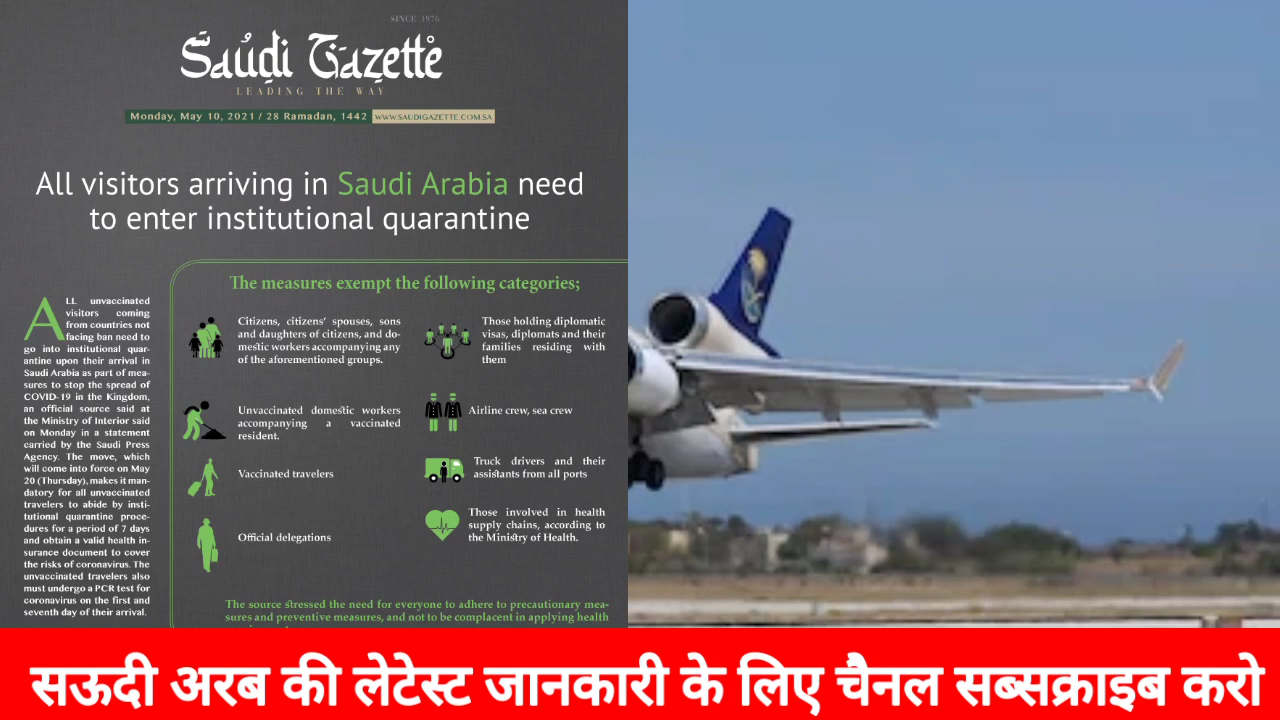 SINCE 1976
Saudi Gazette
LEADING THE WAY
Monday, May 10, 2021 / 28 Ramadan, 1442 WWW.SAUDIGAZETTE.COM.SA
All visitors arriving in Saudi Arabia need
to enter institutional quarantine
ALL unvaccinated
visitors coming
from countries not
facing ban need to
go into institutional quar-
antine upon their arrival in
Saudi Arabia as part of mea-
sures to stop the spread of
COVID-19 in the Kingdom,
an official source said at
the Ministry of Interior said
on Monday in a statement
carried by the Saudi Press
Agency. The move, which
will come into force on May
20 (Thursday), makes it man-
datory for all unvaccinated
travelers to abide by insti-
tutional quarantine proce-
dures for a period of 7 days
and obtain a valid health in-
surance document to cover
the risks of coronavirus. The
unvaccinated travelers also
must undergo a PCR test for
coronavirus on the first and
seventh day of their arrival.
The measures exempt the following categories;
Citizens, citizens' spouses, sons
and daughters of citizens, and do-
mestic workers accompanying any
of the aforementioned groups.
Unvaccinated domestic workers
accompanying a vaccinated
resident.
Vaccinated travelers
Official delegations
Those holding diplomatic
visas, diplomats and their
families residing with
them
Airline crew, sea crew
Truck drivers and their
assistants from all ports
Those involved in health
supply chains, according to
the Ministry of Health.
The source stressed the need for everyone to adhere to precautionary mea-
sures and preventive measures, and not to be complacent in applying health
सऊदी अरब की लेटेस्ट जानकारी के लिए चैनल सब्सक्राइब करो